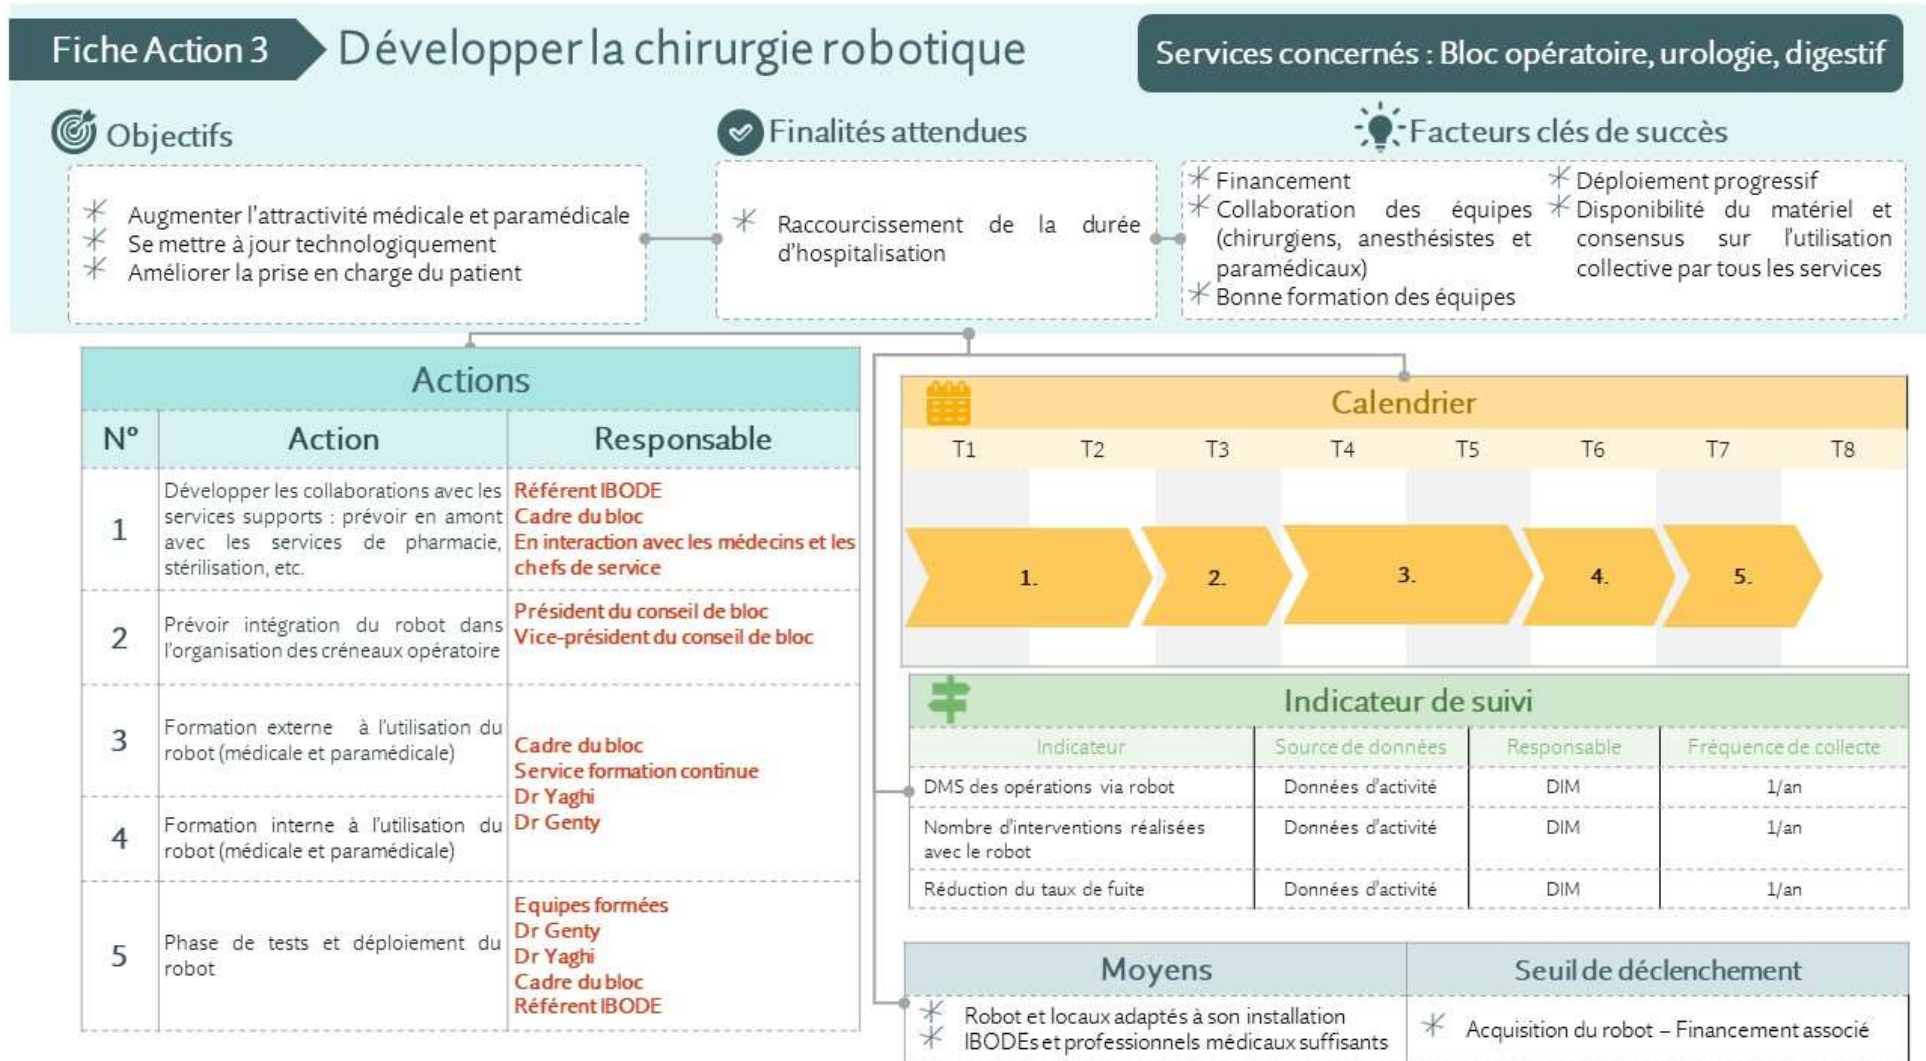 Fiche Action 3
Développer la chirurgie robotique
Services concernés : Bloc opératoire, urologie, digestif
Objectifs
Augmenter l'attractivité médicale et paramédicale
Se mettre à jour technologiquement
Améliorer la prise en charge du patient
Finalités attendues
Raccourcissement de la durée
d'hospitalisation
Facteurs clés de succès
Financement
Collaboration des équipes
(chirurgiens, anesthésistes et
paramédicaux)
Bonne formation des équipes
Déploiement progressif
Disponibilité du matériel et
consensus sur l'utilisation
collective par tous les services
Actions
N° Action Responsable
1
Développer les collaborations avec les
services supports : prévoir en amont
avec les services de pharmacie,
stérilisation, etc.
Référent IBODE
Cadre du bloc
En interaction avec les médecins et les
chefs de service
2
Prévoir intégration du robot dans
l'organisation des créneaux opératoire
Président du conseil de bloc
Vice-président du conseil de bloc
3
Formation externe à l'utilisation du
robot (médicale et paramédicale)
Cadre du bloc
Service formation continue
Dr Yaghi
Dr Genty
4
Formation interne à l'utilisation du
robot (médicale et paramédicale)
5
Phase de tests et déploiement du
robot
Equipes formées
Dr Genty
Dr Yaghi
Cadre du bloc
Référent IBODE
Calendrier
T1 T2 T3 T4 T5 T6 T7 T8
1. 2. 3. 4. 5.
Indicateur de suivi
Indicateur Source de données Responsable Fréquence de collecte
DMS des opérations via robot Données d'activité DIM 1/an
Nombre d'interventions réalisées
avec le robot
Données d'activité DIM 1/an
Réduction du taux de fuite Données d'activité DIM 1/an
Moyens
Robot et locaux adaptés à son installation
IBODEs et professionnels médicaux suffisants
Seuil de déclenchement
Acquisition du robot – Financement associé